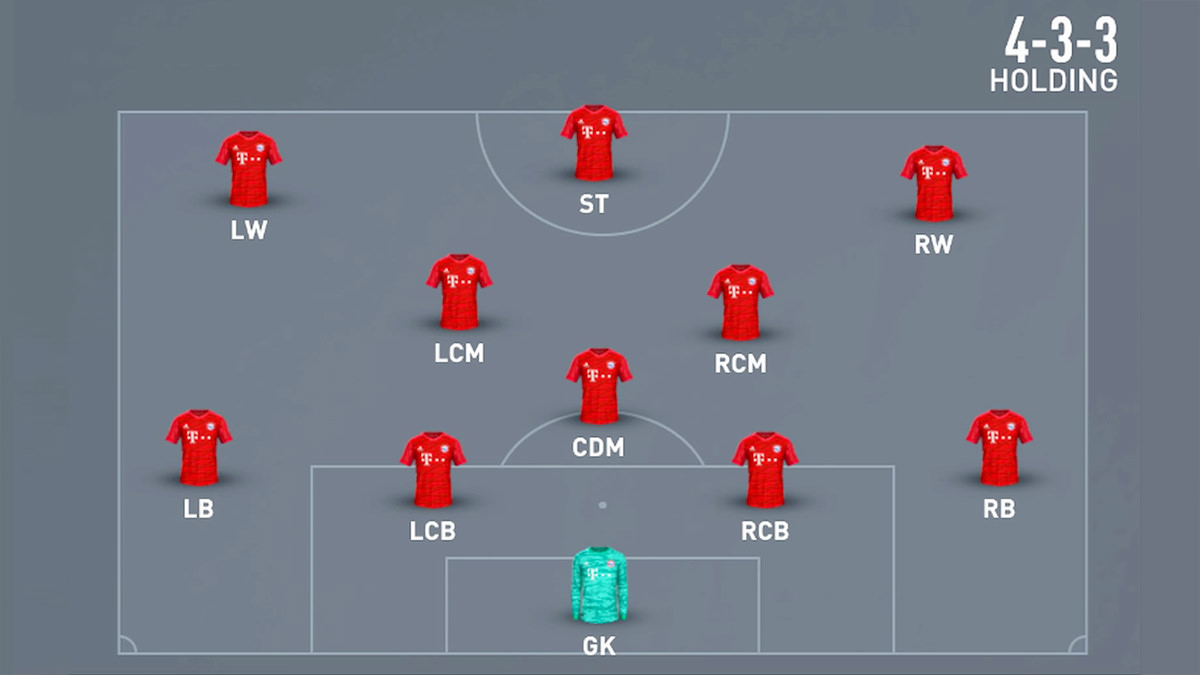 4-3-3
HOLDING
ST
LW
RW
LCM
RCM
CDM
LB
RB
LCB
RCB
GK